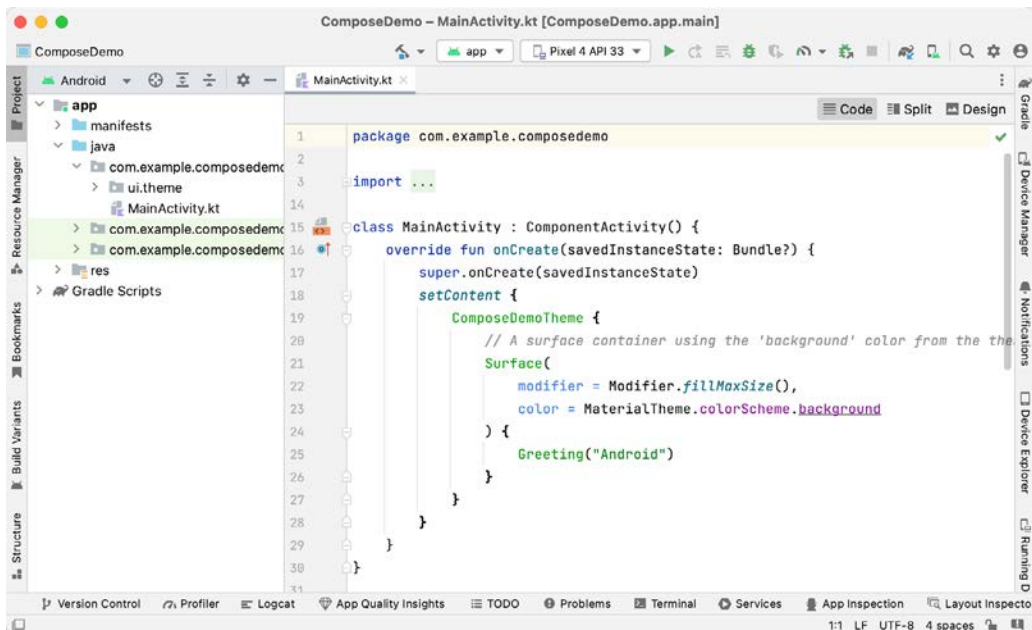 ComposeDemo – MainActivity.kt [ComposeDemo.app.main]
ComposeDemo
app
Pixel 4 API 33
Project
Resource Manager
Bookmarks
Build Variants
Structure
Android
app
manifests
java
com.example.composedemo
ui.theme
MainActivity.kt
com.example.composedemo
com.example.composedemo
res
Gradle Scripts
MainActivity.kt
Code Split Design
1 package com.example.composedemo
2
3 import ...
14
15 class MainActivity : ComponentActivity() {
16 override fun onCreate(savedInstanceState: Bundle?) {
17 super.onCreate(savedInstanceState)
18 setContent {
19 ComposeDemoTheme {
20 // A surface container using the 'background' color from the the
21 Surface(
22 modifier = Modifier.fillMaxSize(),
23 color = MaterialTheme.colorScheme.background
24 ) {
25 Greeting("Android")
26 }
27 }
28 }
29 }
30 }
31
Gradle
Device Manager
Notifications
Device Explorer
Running D
Version Control Profiler Logcat App Quality Insights TODO Problems Terminal Services App Inspection Layout Inspecto
1:1 LF UTF-8 4 spaces